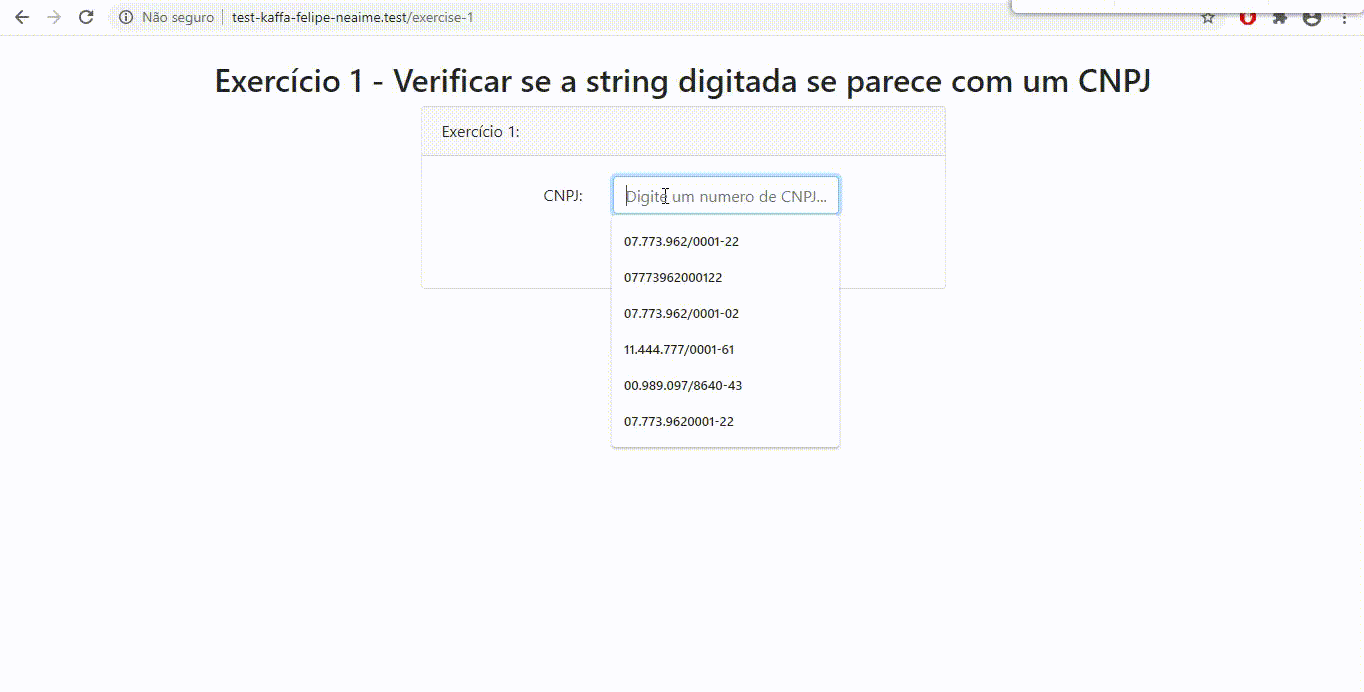 Não seguro | test-kaffa-felipe-neaime.test/exercise-1
Exercício 1 - Verificar se a string digitada se parece com um CNPJ
Exercício 1:
CNPJ: Digite um numero de CNPJ...
07.773.962/0001-22
07773962000122
07.773.962/0001-02
11.444.777/0001-61
00.989.097/8640-43
07.773.9620001-22